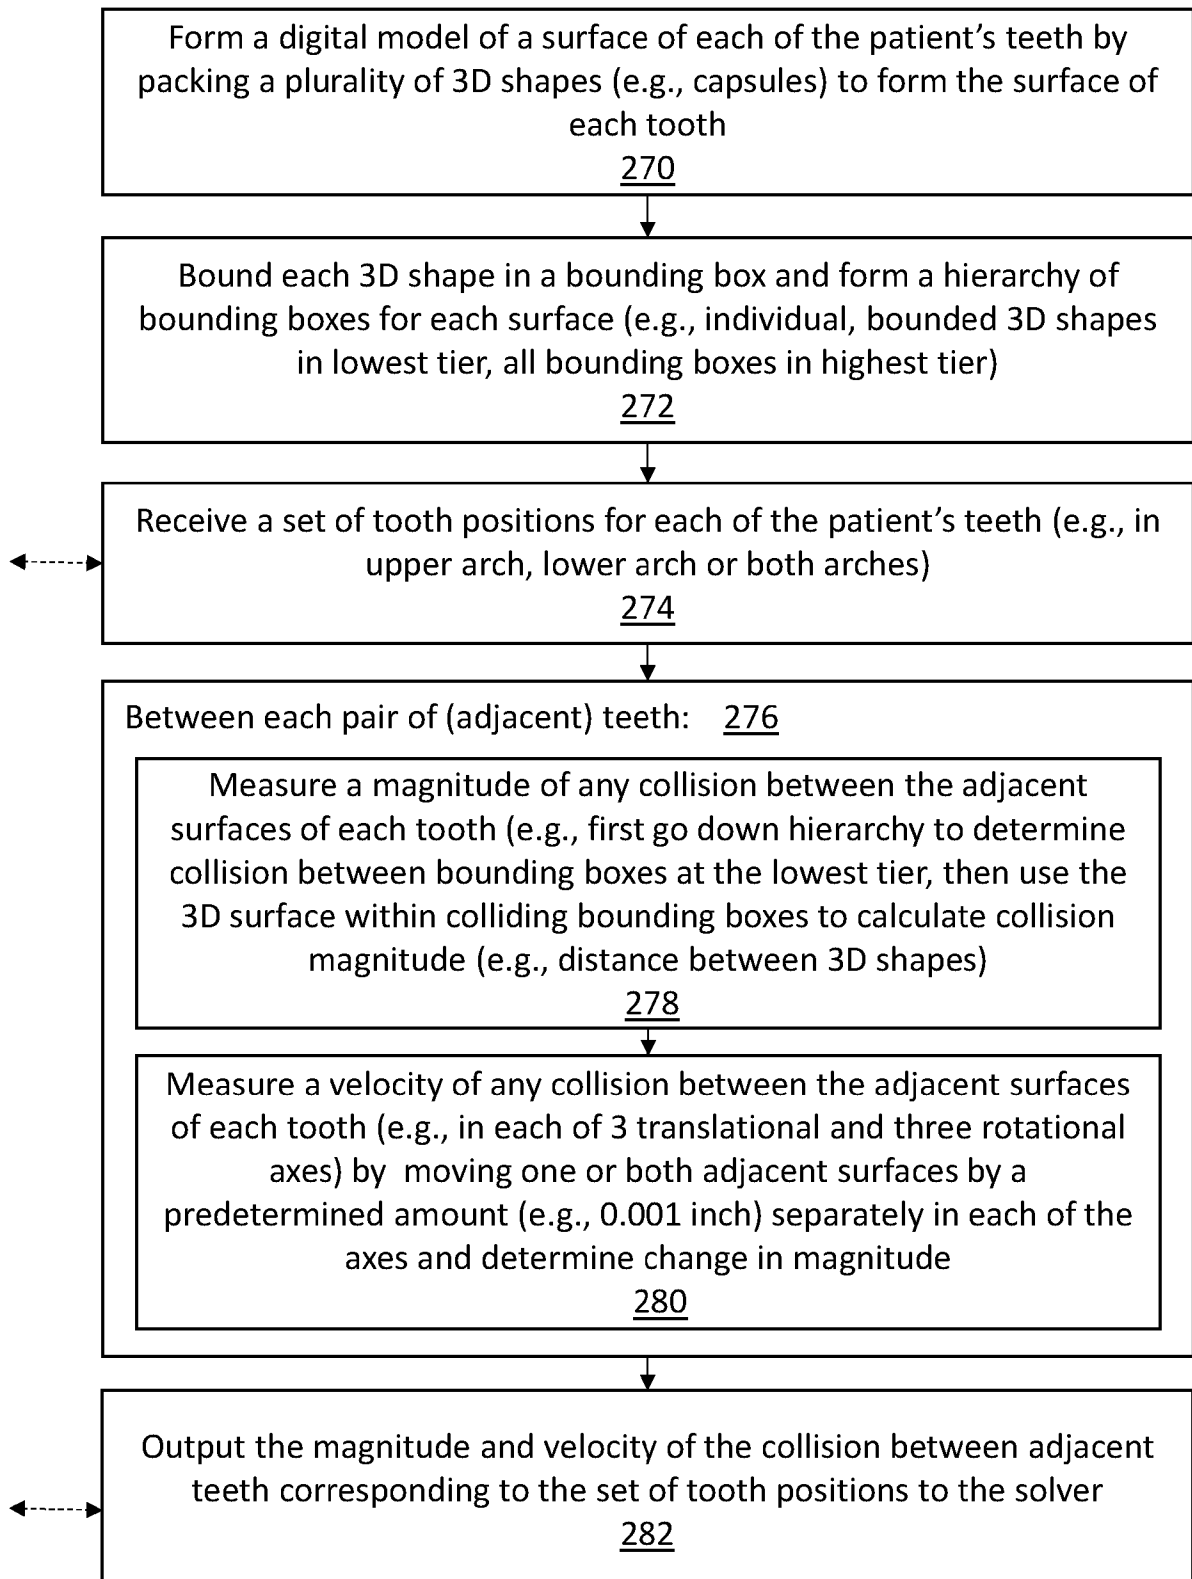 Form a digital model of a surface of each of the patient’s teeth by
packing a plurality of 3D shapes (e.g., capsules) to form the surface of
each tooth
270
Bound each 3D shape in a bounding box and form a hierarchy of
bounding boxes for each surface (e.g., individual, bounded 3D shapes
in lowest tier, all bounding boxes in highest tier)
272
Receive a set of tooth positions for each of the patient’s teeth (e.g., in
upper arch, lower arch or both arches)
274
Between each pair of (adjacent) teeth: 276
Measure a magnitude of any collision between the adjacent
surfaces of each tooth (e.g., first go down hierarchy to determine
collision between bounding boxes at the lowest tier, then use the
3D surface within colliding bounding boxes to calculate collision
magnitude (e.g., distance between 3D shapes)
278
Measure a velocity of any collision between the adjacent surfaces
of each tooth (e.g., in each of 3 translational and three rotational
axes) by moving one or both adjacent surfaces by a
predetermined amount (e.g., 0.001 inch) separately in each of the
axes and determine change in magnitude
280
Output the magnitude and velocity of the collision between adjacent
teeth corresponding to the set of tooth positions to the solver
282